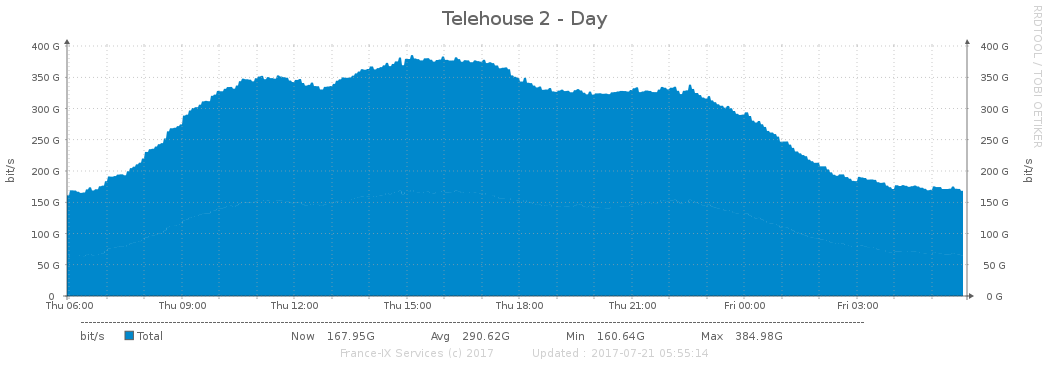 Telehouse 2 - Day
RRDTOOL / TOBI OETIKER
400 G 400 G
350 G 350 G
300 G 300 G
250 G 250 G
200 G 200 G
150 G 150 G
100 G 100 G
50 G 50 G
0 0 G
bit/s bit/s
Thu 06:00 Thu 09:00 Thu 12:00 Thu 15:00 Thu 18:00 Thu 21:00 Fri 00:00 Fri 03:00
bit/s Total Now 167.95G Avg 290.62G Min 160.64G Max 384.98G
France-IX Services (c) 2017 Updated : 2017-07-21 05:55:14